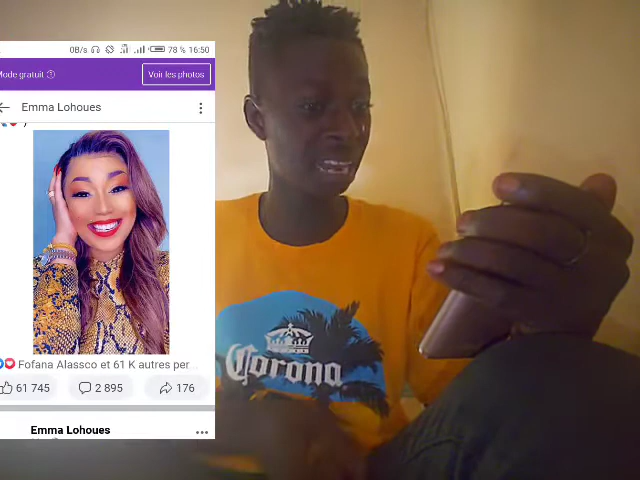 0B/s 78 % 16:50
Mode gratuit ?
Voir les photos
Emma Lohoues
Fofana Alassco et 61 K autres per
61 745
2 895
176
Emma Lohoues
Corona